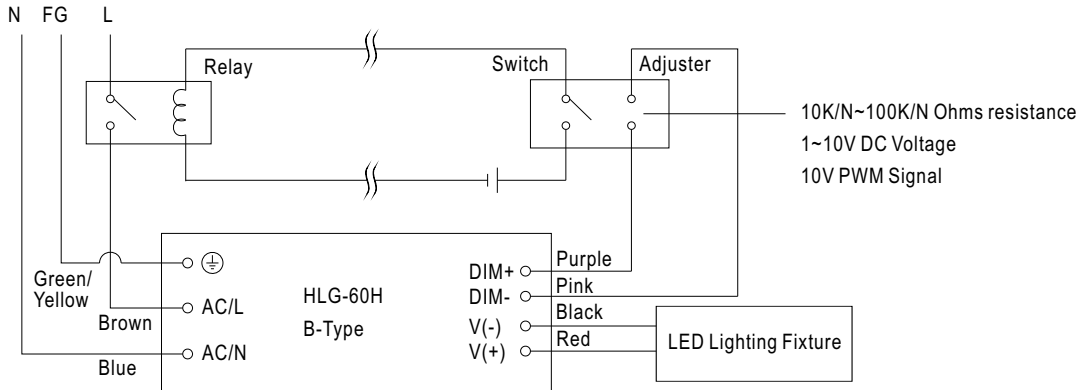 N FG L
Relay
Switch
Adjuster
10K/N~100K/N Ohms resistance
1~10V DC Voltage
10V PWM Signal
Green/
Yellow
Brown
Blue
AC/L
AC/N
HLG-60H
B-Type
DIM+
DIM-
V(-)
V(+)
Purple
Pink
Black
Red
LED Lighting Fixture